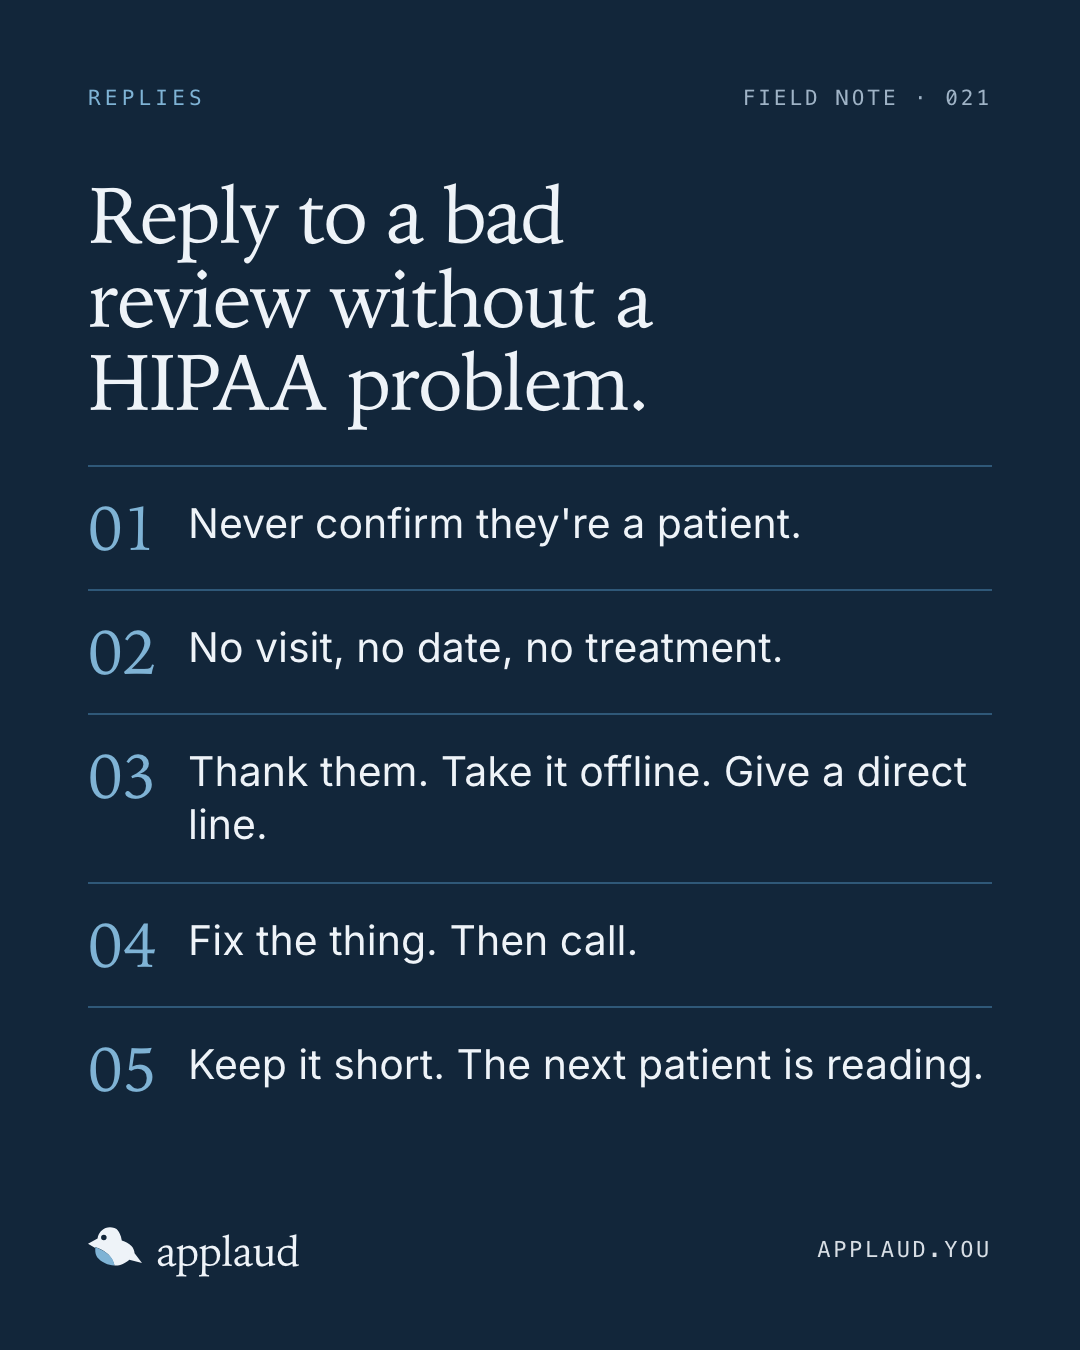 REPLIES
FIELD NOTE · 021
Reply to a bad
review without a
HIPAA problem.
01 Never confirm they're a patient.
02 No visit, no date, no treatment.
03 Thank them. Take it offline. Give a direct
line.
04 Fix the thing. Then call.
05 Keep it short. The next patient is reading.
applaud
APPLAUD.YOU